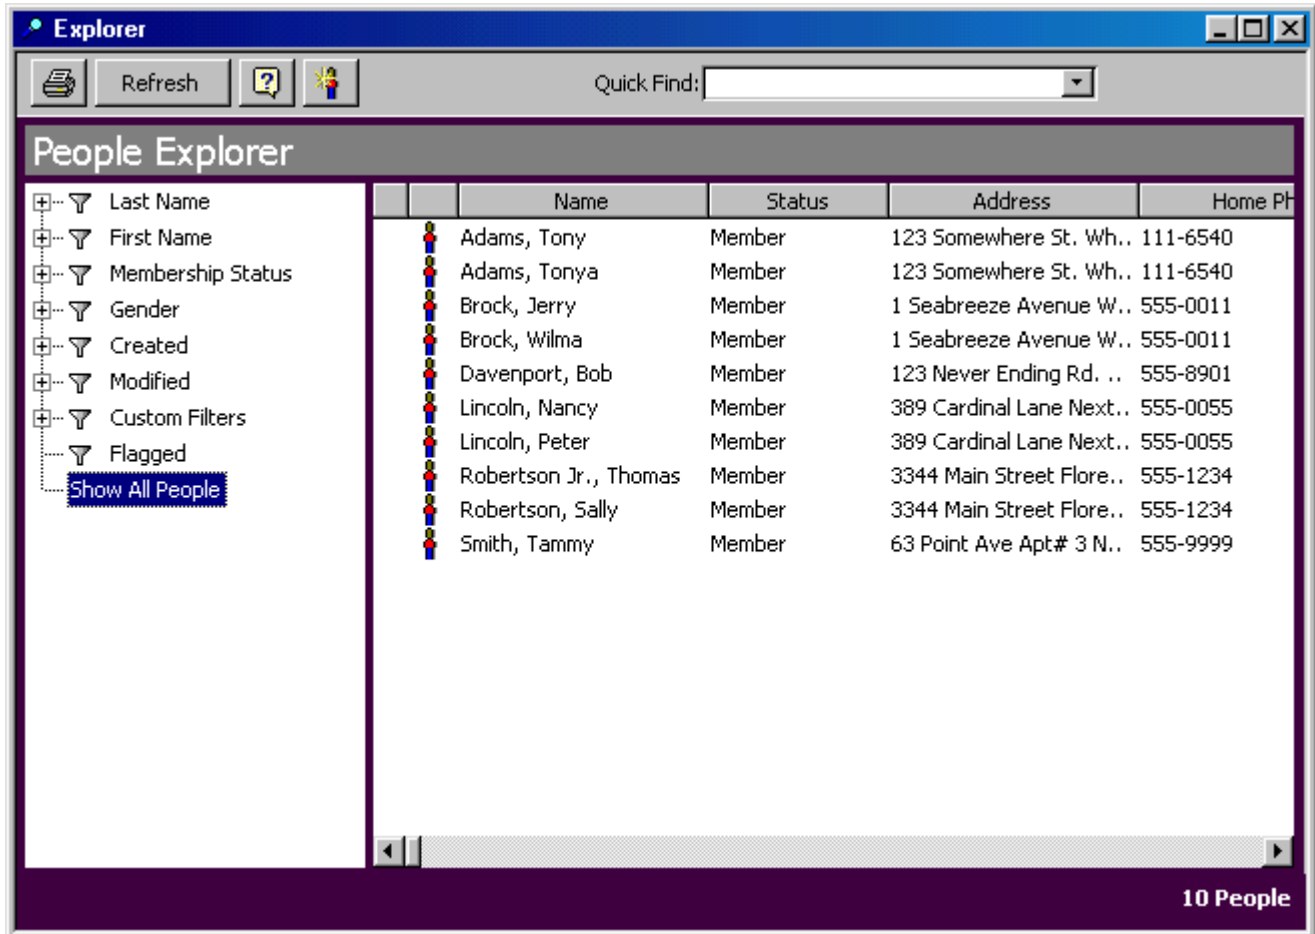 Explorer
Refresh Quick Find:
People Explorer
Last Name
First Name
Membership Status
Gender
Created
Modified
Custom Filters
Flagged
Show All People
Name Status Address Home Ph
Adams, Tony Member 123 Somewhere St. Wh.. 111-6540
Adams, Tonya Member 123 Somewhere St. Wh.. 111-6540
Brock, Jerry Member 1 Seabreeze Avenue W.. 555-0011
Brock, Wilma Member 1 Seabreeze Avenue W.. 555-0011
Davenport, Bob Member 123 Never Ending Rd. .. 555-8901
Lincoln, Nancy Member 389 Cardinal Lane Next.. 555-0055
Lincoln, Peter Member 389 Cardinal Lane Next.. 555-0055
Robertson Jr., Thomas Member 3344 Main Street Flore.. 555-1234
Robertson, Sally Member 3344 Main Street Flore.. 555-1234
Smith, Tammy Member 63 Point Ave Apt# 3 N.. 555-9999
10 People